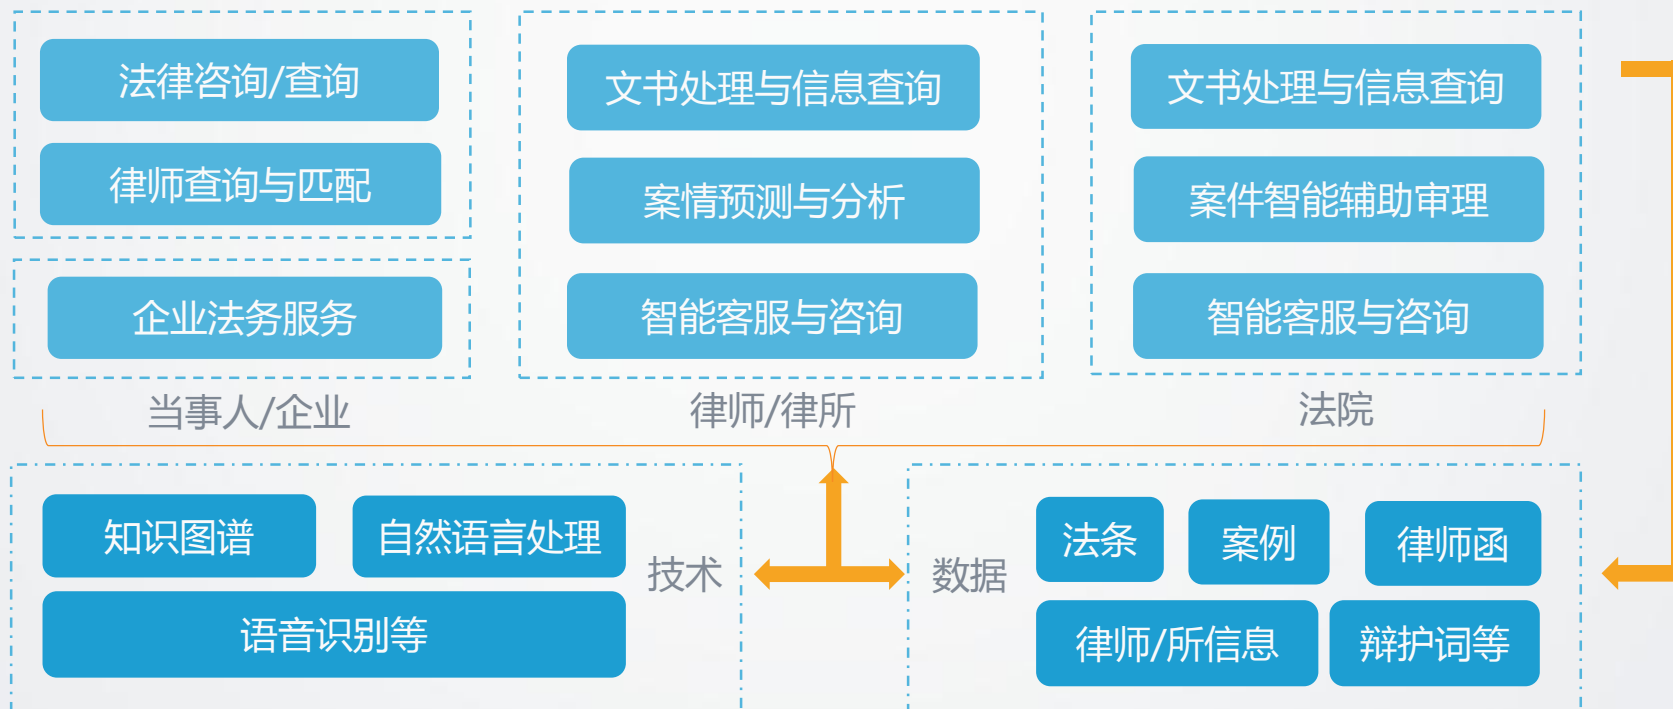 法律咨询/查询
律师查询与匹配
企业法务服务
当事人/企业
文书处理与信息查询
案情预测与分析
智能客服与咨询
律师/律所
文书处理与信息查询
案件智能辅助审理
智能客服与咨询
法院
知识图谱
自然语言处理
语音识别等
技术
数据
法条
案例
律师函
律师/所信息
辩护词等